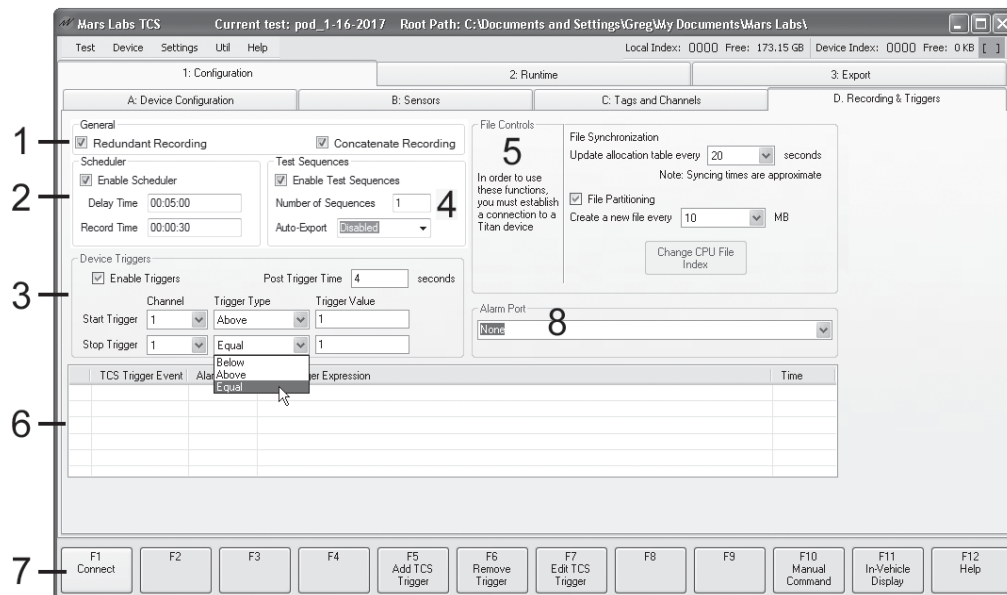 Mars Labs TCS Current test: pod_1-16-2017 Root Path: C:\Documents and Settings\Greg\My Documents\Mars Labs\
Test Device Settings Util Help Local Index: 0000 Free: 173.15 GB Device Index: 0000 Free: 0 KB [ ]
1: Configuration 2: Runtime 3: Export
A: Device Configuration B: Sensors C: Tags and Channels D. Recording & Triggers
1
General
Redundant Recording Concatenate Recording
2
Scheduler
Enable Scheduler
Delay Time 00:05:00
Record Time 00:00:30
4
Test Sequences
Enable Test Sequences
Number of Sequences 1
Auto-Export Disabled
3
Device Triggers
Enable Triggers Post Trigger Time 4 seconds
Channel Trigger Type Trigger Value
Start Trigger 1 Above 1
Stop Trigger 1 Equal 1
Below
Above
Equal
File Controls
5
In order to use
these functions,
you must establish
a connection to a
Titan device
File Synchronization
Update allocation table every 20 seconds
Note: Syncing times are approximate
File Partitioning
Create a new file every 10 MB
Change CPU File
Index
Alarm Port
8
None
6
TCS Trigger Event Expression Time
7
F1
Connect
F2
F3
F4
F5
Add TCS
Trigger
F6
Remove
Trigger
F7
Edit TCS
Trigger
F8
F9
F10
Manual
Command
F11
In-Vehicle
Display
F12
Help